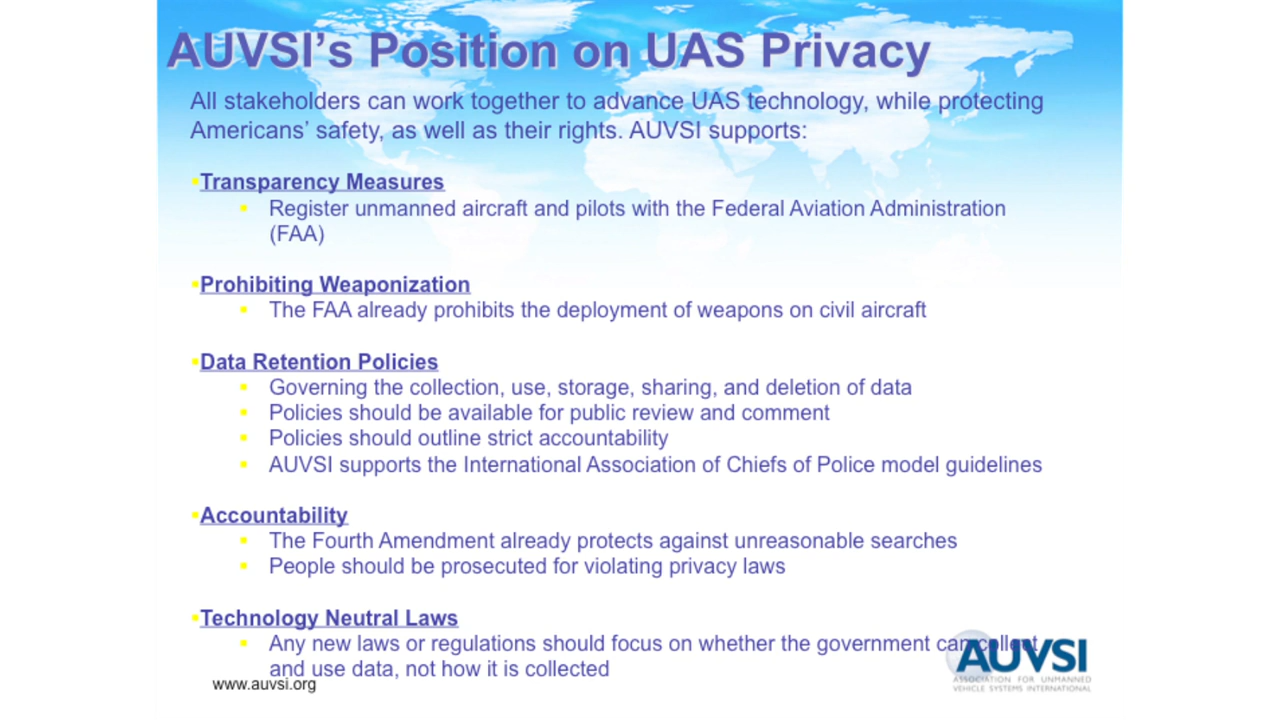 AUVSI’s Position on UAS Privacy
All stakeholders can work together to advance UAS technology, while protecting
Americans’ safety, as well as their rights. AUVSI supports:
Transparency Measures
Register unmanned aircraft and pilots with the Federal Aviation Administration
(FAA)
Prohibiting Weaponization
The FAA already prohibits the deployment of weapons on civil aircraft
Data Retention Policies
Governing the collection, use, storage, sharing, and deletion of data
Policies should be available for public review and comment
Policies should outline strict accountability
AUVSI supports the International Association of Chiefs of Police model guidelines
Accountability
The Fourth Amendment already protects against unreasonable searches
People should be prosecuted for violating privacy laws
Technology Neutral Laws
Any new laws or regulations should focus on whether the government can collect
and use data, not how it is collected
www.auvsi.org
AUVSI
ASSOCIATION FOR UNMANNED
VEHICLE SYSTEMS INTERNATIONAL